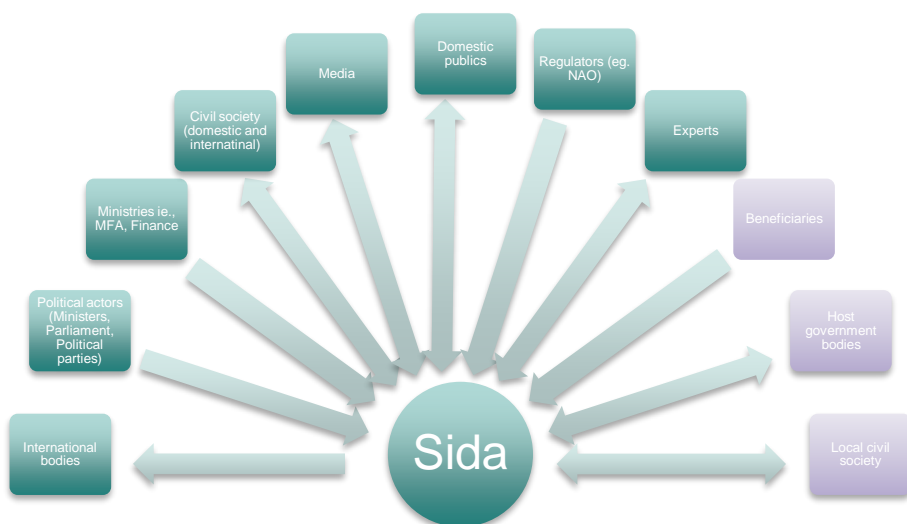 Domestic
publics
Regulators (eg.
NAO)
Media
Civil society
(domestic and
internatinal)
Experts
Ministries ie.,
MFA, Finance
Beneficiaries
Political actors
(Ministers,
Parliament,
Political
parties)
Host
government
bodies
International
bodies
Sida
Local civil
society